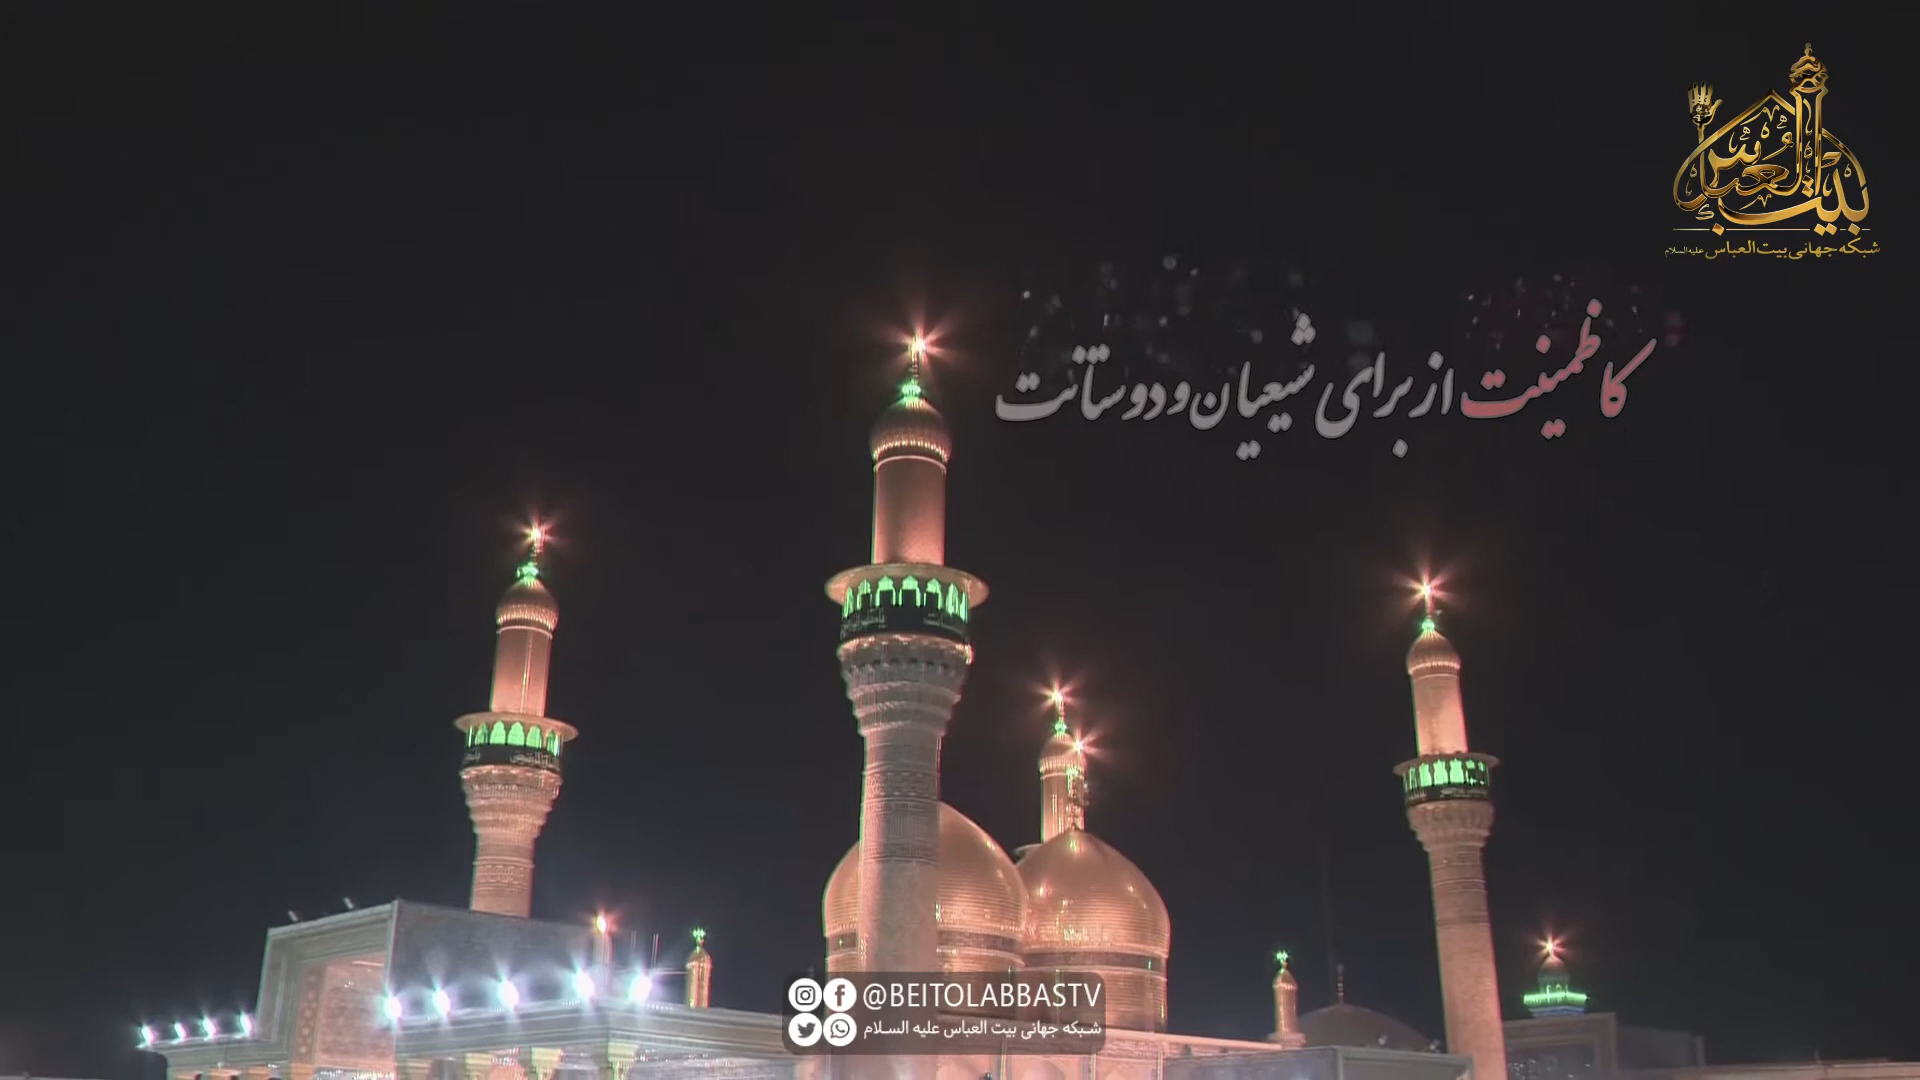 بیت العباس
شبکه جهانی بیت العباس علیه السلام
کاظمینت از برای شیعیان و دوستانت
@BEITOLABBASTV
شبکه جهانی بیت العباس علیه السلام